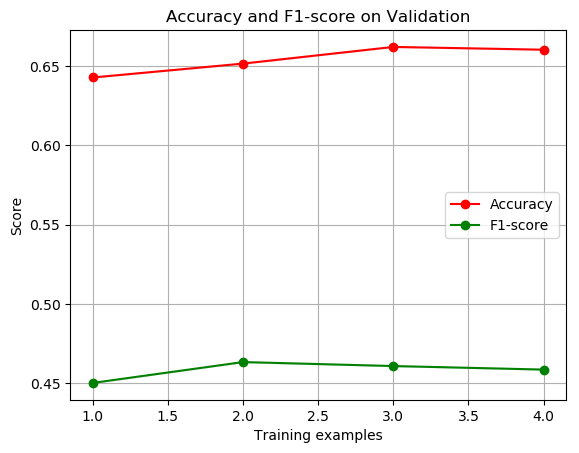 Accuracy and F1-score on Validation
Score
0.65
0.60
0.55
0.50
0.45
Accuracy
F1-score
1.0 1.5 2.0 2.5 3.0 3.5 4.0
Training examples